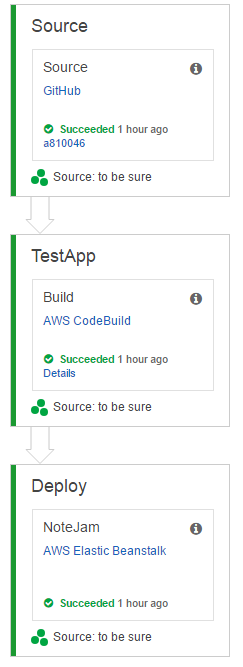 Source
Source
GitHub
Succeeded 1 hour ago
a810046
Source: to be sure
TestApp
Build
AWS CodeBuild
Succeeded 1 hour ago
Details
Source: to be sure
Deploy
NoteJam
AWS Elastic Beanstalk
Succeeded 1 hour ago
Source: to be sure